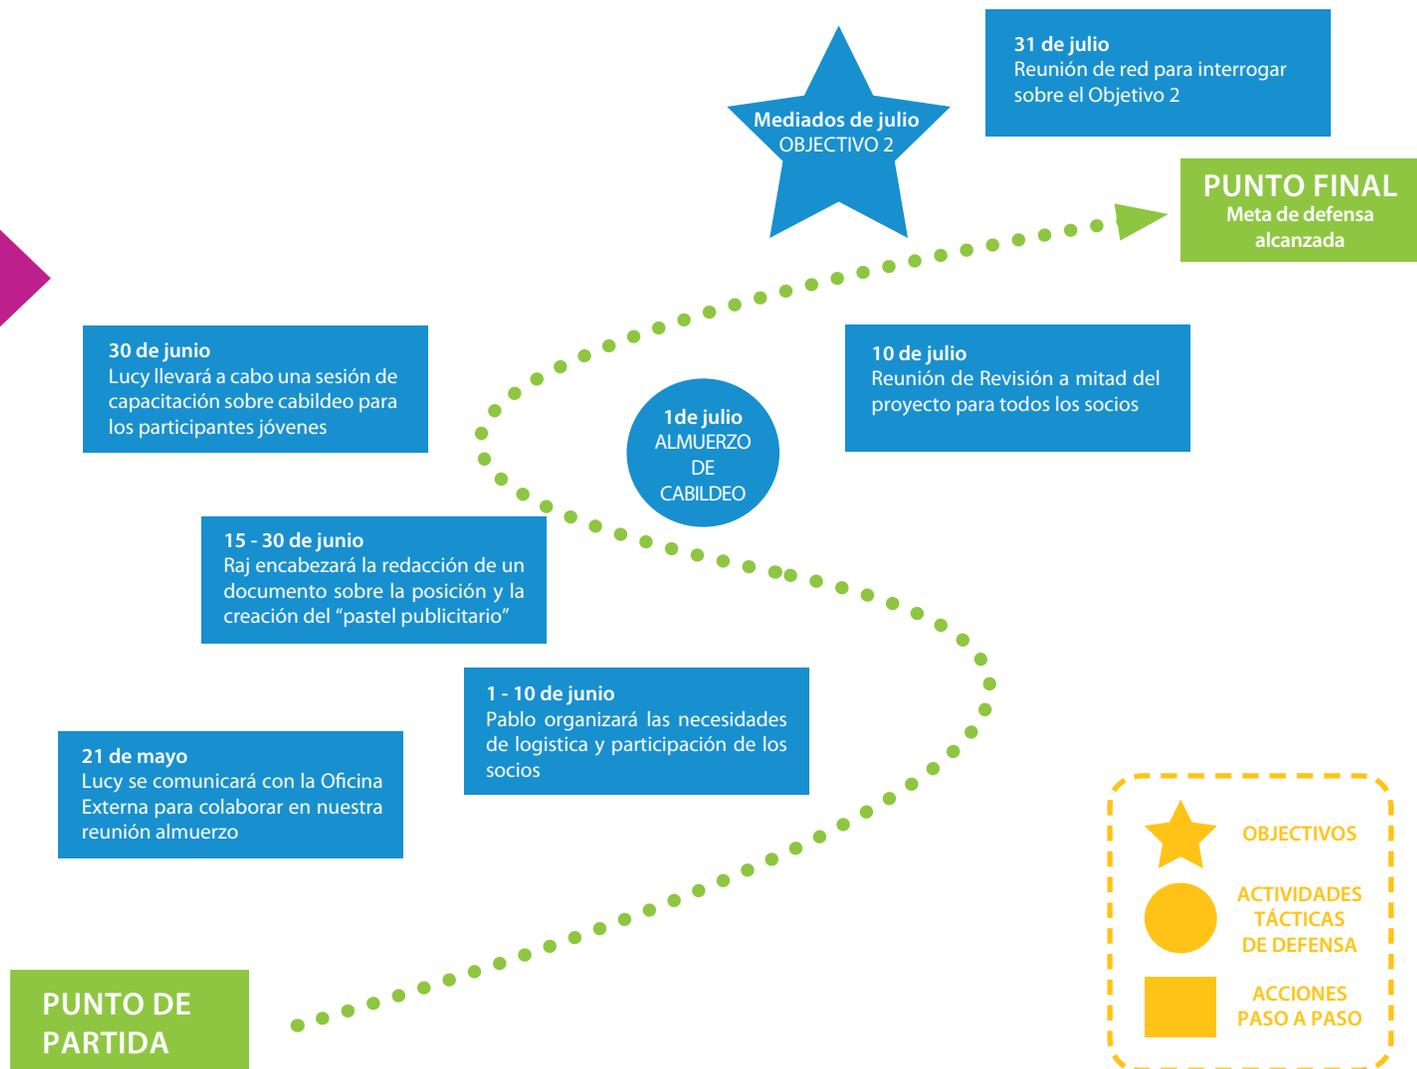 31 de julio
Reunión de red para interrogar
sobre el Objetivo 2
Mediados de julio
OBJECTIVO 2
PUNTO FINAL
Meta de defensa
alcanzada
30 de junio
Lucy llevará a cabo una sesión de
capacitación sobre cabildeo para
los participantes jóvenes
10 de julio
Reunión de Revisión a mitad del
proyecto para todos los socios
1de julio
ALMUERZO
DE
CABILDEO
15 - 30 de junio
Raj encabezará la redacción de un
documento sobre la posición y la
creación del “pastel publicitario”
1 - 10 de junio
Pablo organizará las necesidades
de logistica y participación de los
socios
21 de mayo
Lucy se comunicará con la Oficina
Externa para colaborar en nuestra
reunión almuerzo
OBJECTIVOS
ACTIVIDADES
TÁCTICAS
DE DEFENSA
ACCIONES
PASO A PASO
PUNTO DE
PARTIDA